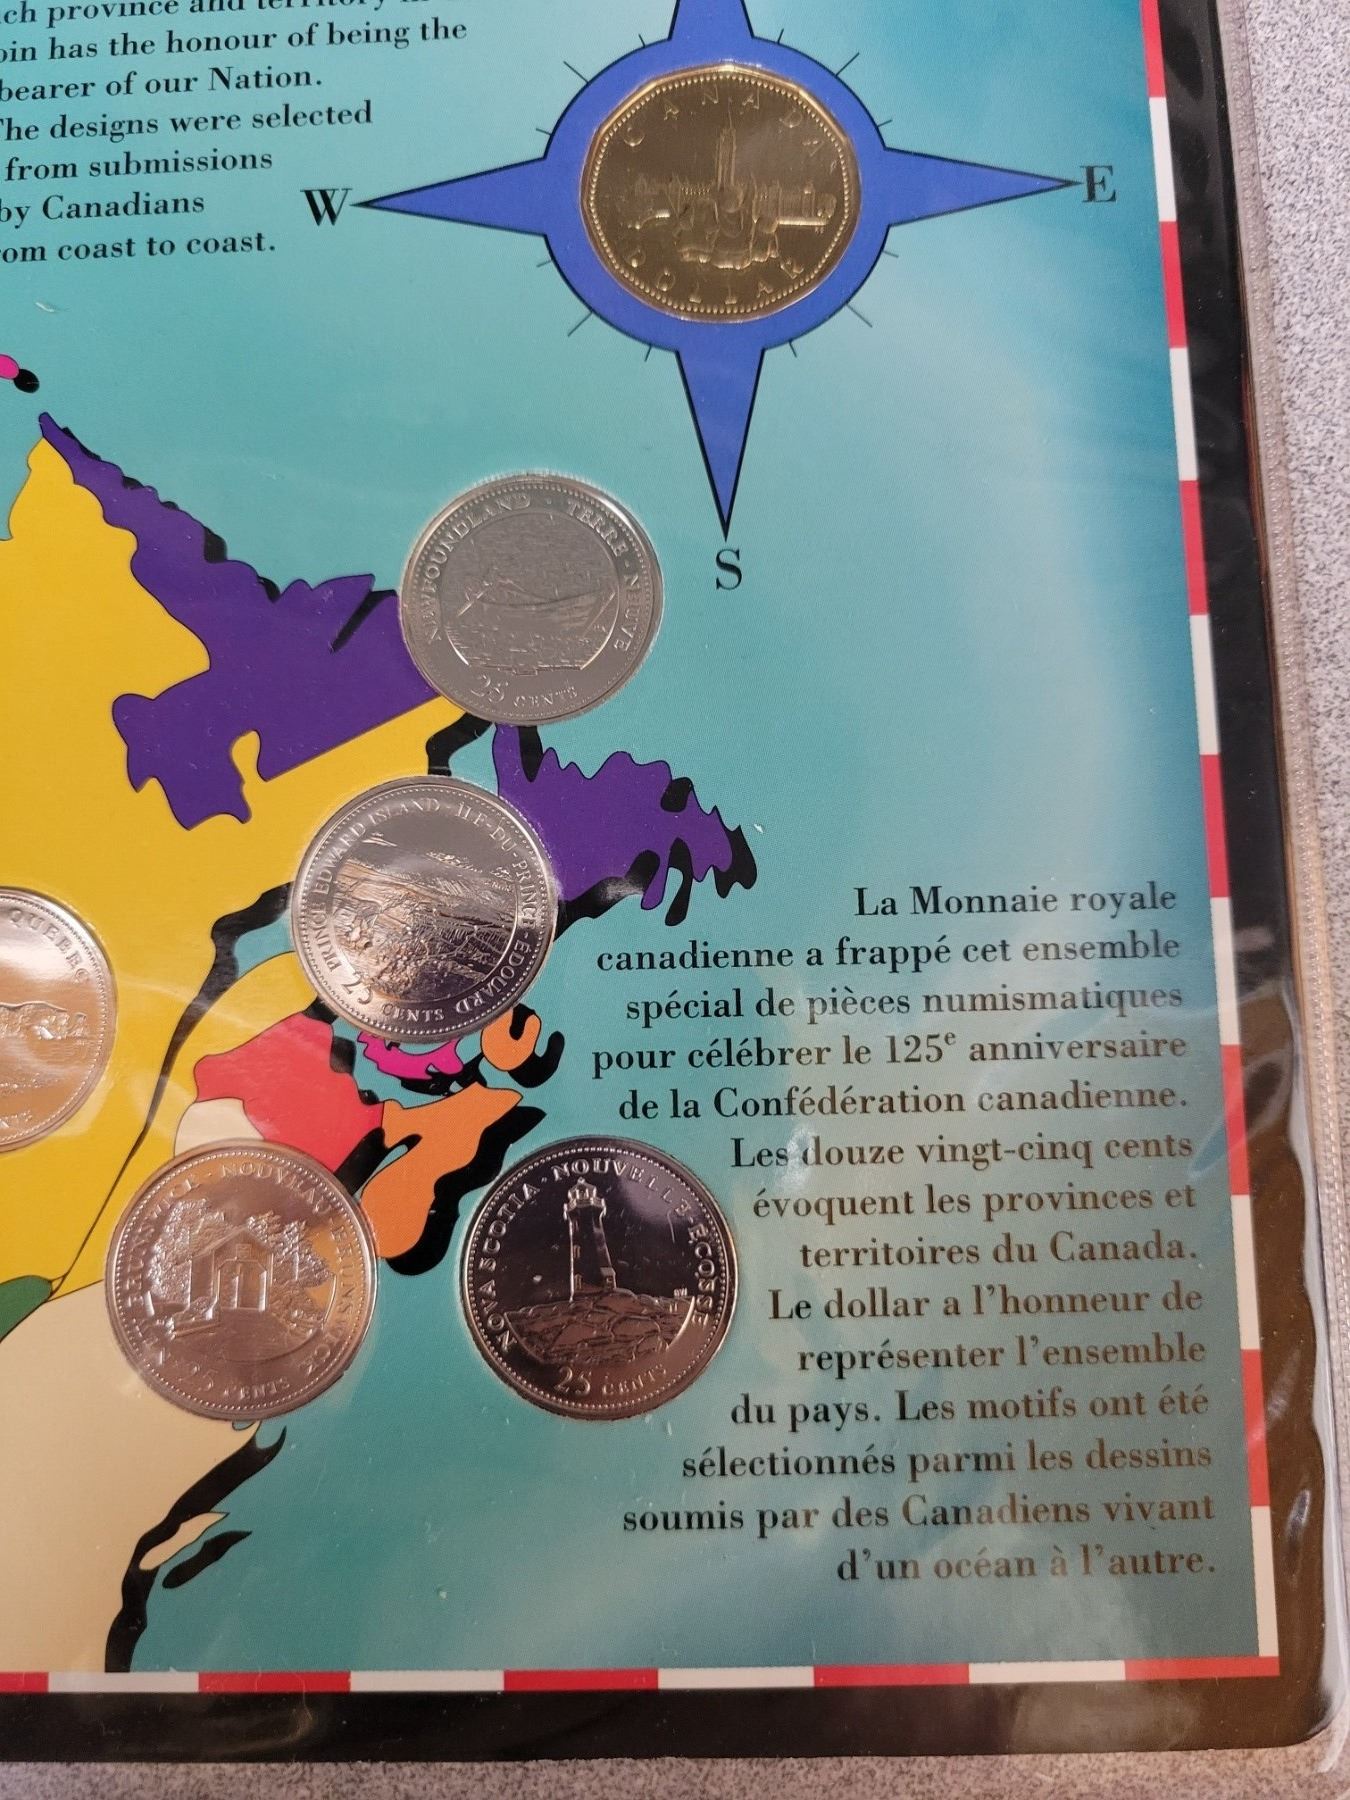 province and territory
has the honour of being the
bearer of our Nation.
The designs were selected
from submissions
by Canadians
coast to coast.
W
E
S
CANADA
DOLLAR
NEWFOUNDLAND · TERRE-NEUVE
25 CENTS
PRINCE EDWARD ISLAND · ÎLE-DU-PRINCE-ÉDOUARD
25 CENTS
QUÉBEC
BRUNSWICK · NOUVEAU BRUNSWICK
25 CENTS
NOVA SCOTIA · NOUVELLE-ÉCOSSE
25 CENTS
La Monnaie royale
canadienne a frappé cet ensemble
spécial de pièces numismatiques
pour célébrer le 125e anniversaire
de la Confédération canadienne.
Les douze vingt-cinq cents
évoquent les provinces et
territoires du Canada.
Le dollar a l'honneur de
représenter l'ensemble
du pays. Les motifs ont été
sélectionnés parmi les dessins
soumis par des Canadiens vivant
d'un océan à l'autre.